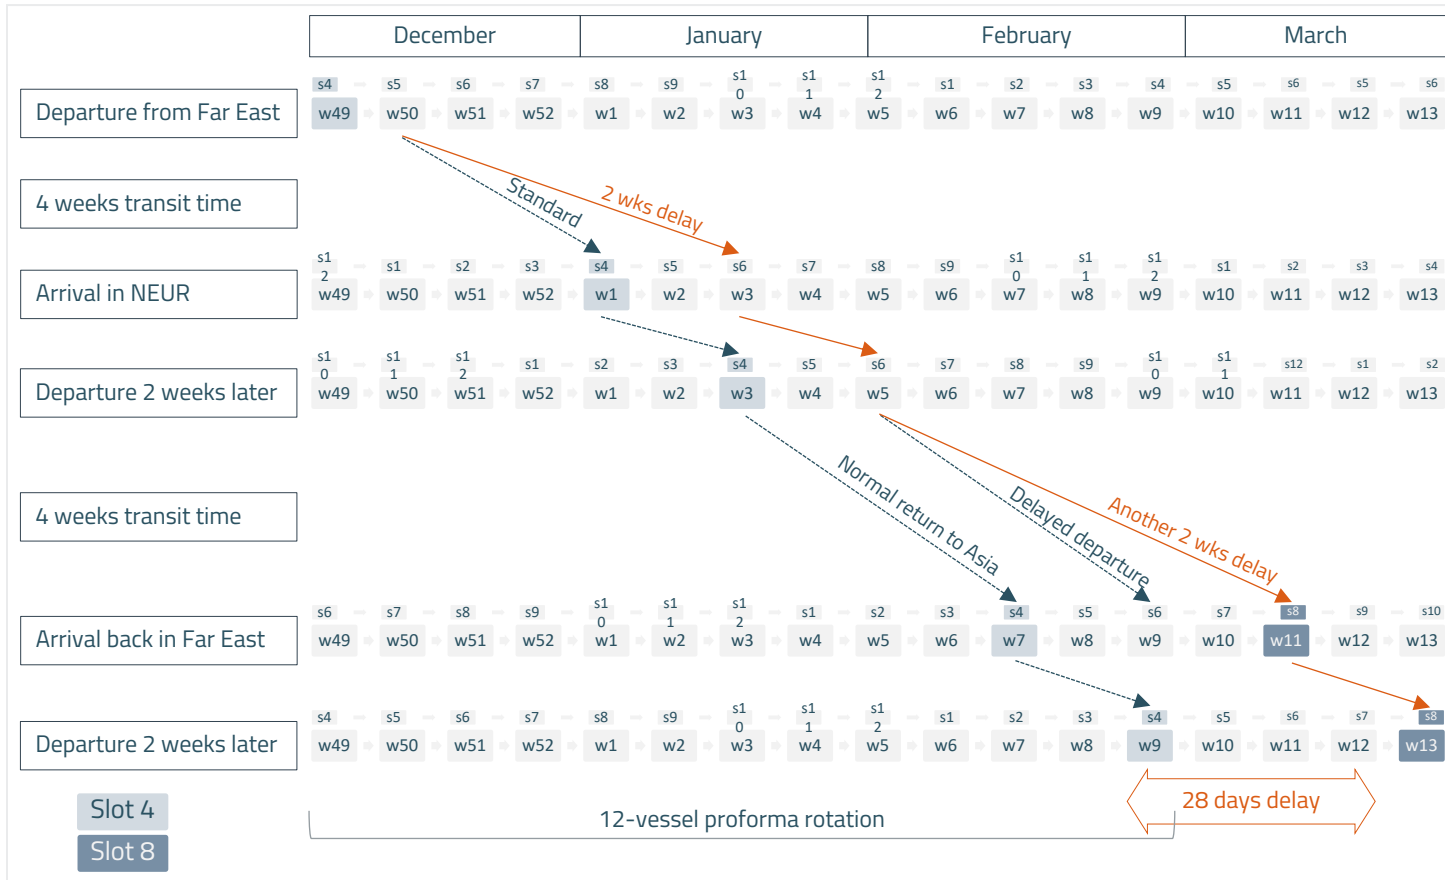 December January February March
s4 s5 s6 s7 s8 s9 s10 s11 s12 s1 s2 s3 s4 s5 s6 s5 s6
Departure from Far East w49 w50 w51 w52 w1 w2 w3 w4 w5 w6 w7 w8 w9 w10 w11 w12 w13
Standard
2 wks delay
4 weeks transit time
s12 s1 s2 s3 s4 s5 s6 s7 s8 s9 s10 s11 s12 s1 s2 s3 s4
Arrival in NEUR w49 w50 w51 w52 w1 w2 w3 w4 w5 w6 w7 w8 w9 w10 w11 w12 w13
s10 s11 s12 s1 s2 s3 s4 s5 s6 s7 s8 s9 s10 s11 s12 s1 s2
Departure 2 weeks later w49 w50 w51 w52 w1 w2 w3 w4 w5 w6 w7 w8 w9 w10 w11 w12 w13
Normal return to Asia
Delayed departure
Another 2 wks delay
4 weeks transit time
s6 s7 s8 s9 s10 s11 s12 s1 s2 s3 s4 s5 s6 s7 s8 s9 s10
Arrival back in Far East w49 w50 w51 w52 w1 w2 w3 w4 w5 w6 w7 w8 w9 w10 w11 w12 w13
s4 s5 s6 s7 s8 s9 s10 s11 s12 s1 s2 s3 s4 s5 s6 s7 s8
Departure 2 weeks later w49 w50 w51 w52 w1 w2 w3 w4 w5 w6 w7 w8 w9 w10 w11 w12 w13
Slot 4
Slot 8
12-vessel proforma rotation
28 days delay